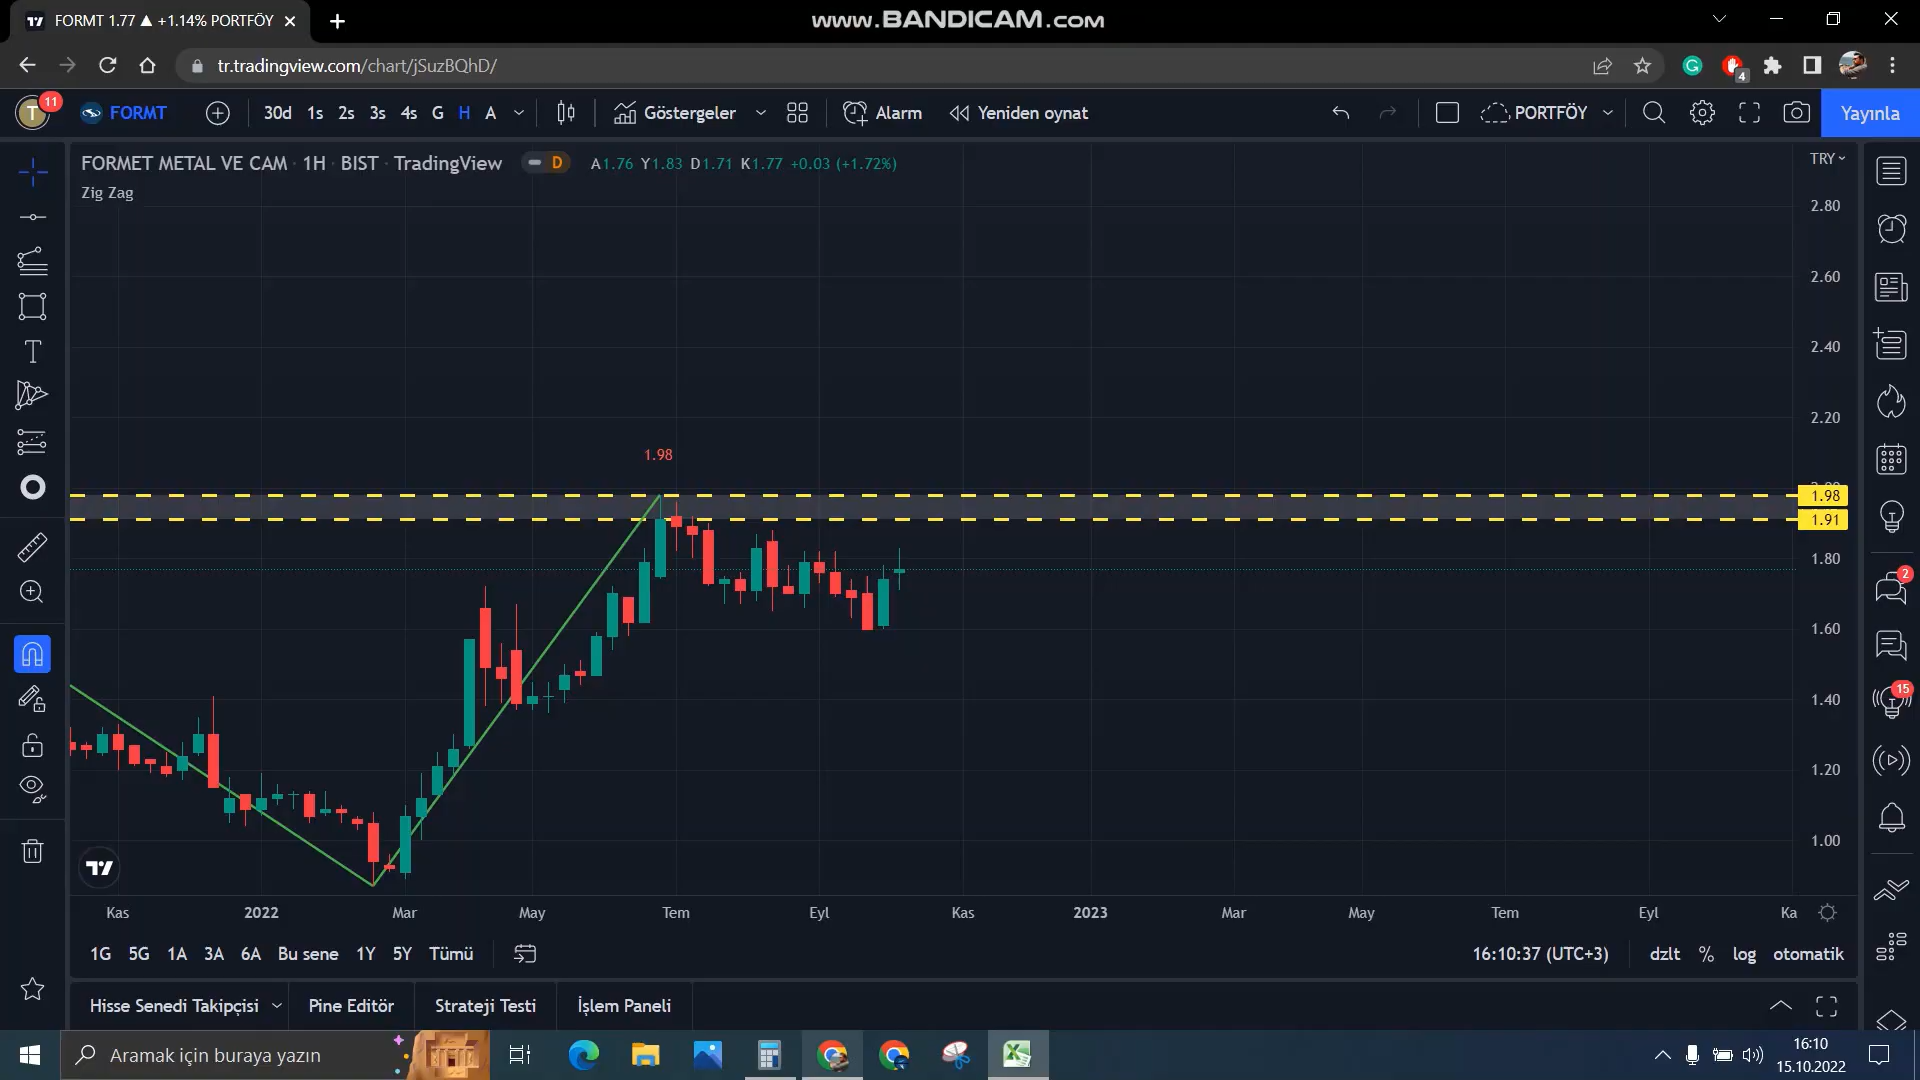 FORMT 1.77 ▲ +1.14% PORTFÖY
www.BANDICAM.com
tr.tradingview.com/chart/jSuzBQhD/
4
T
11
FORMT
30d 1s 2s 3s 4s G H A
Göstergeler
Alarm
Yeniden oynat
PORTFÖY
Yayınla
FORMET METAL VE CAM · 1H · BIST · TradingView
D
A1.76 Y1.83 D1.71 K1.77 +0.03 (+1.72%)
TRY
Zig Zag
2.80
2.60
2.40
2.20
1.98
1.98
1.91
1.80
1.60
1.40
1.20
1.00
2
15
Kas 2022 Mar May Tem Eyl Kas 2023 Mar May Tem Eyl Ka
1G 5G 1A 3A 6A Bu sene 1Y 5Y Tümü
16:10:37 (UTC+3)
dzlt % log otomatik
Hisse Senedi Takipçisi
Pine Editör
Strateji Testi
İşlem Paneli
Aramak için buraya yazın
16:10
15.10.2022